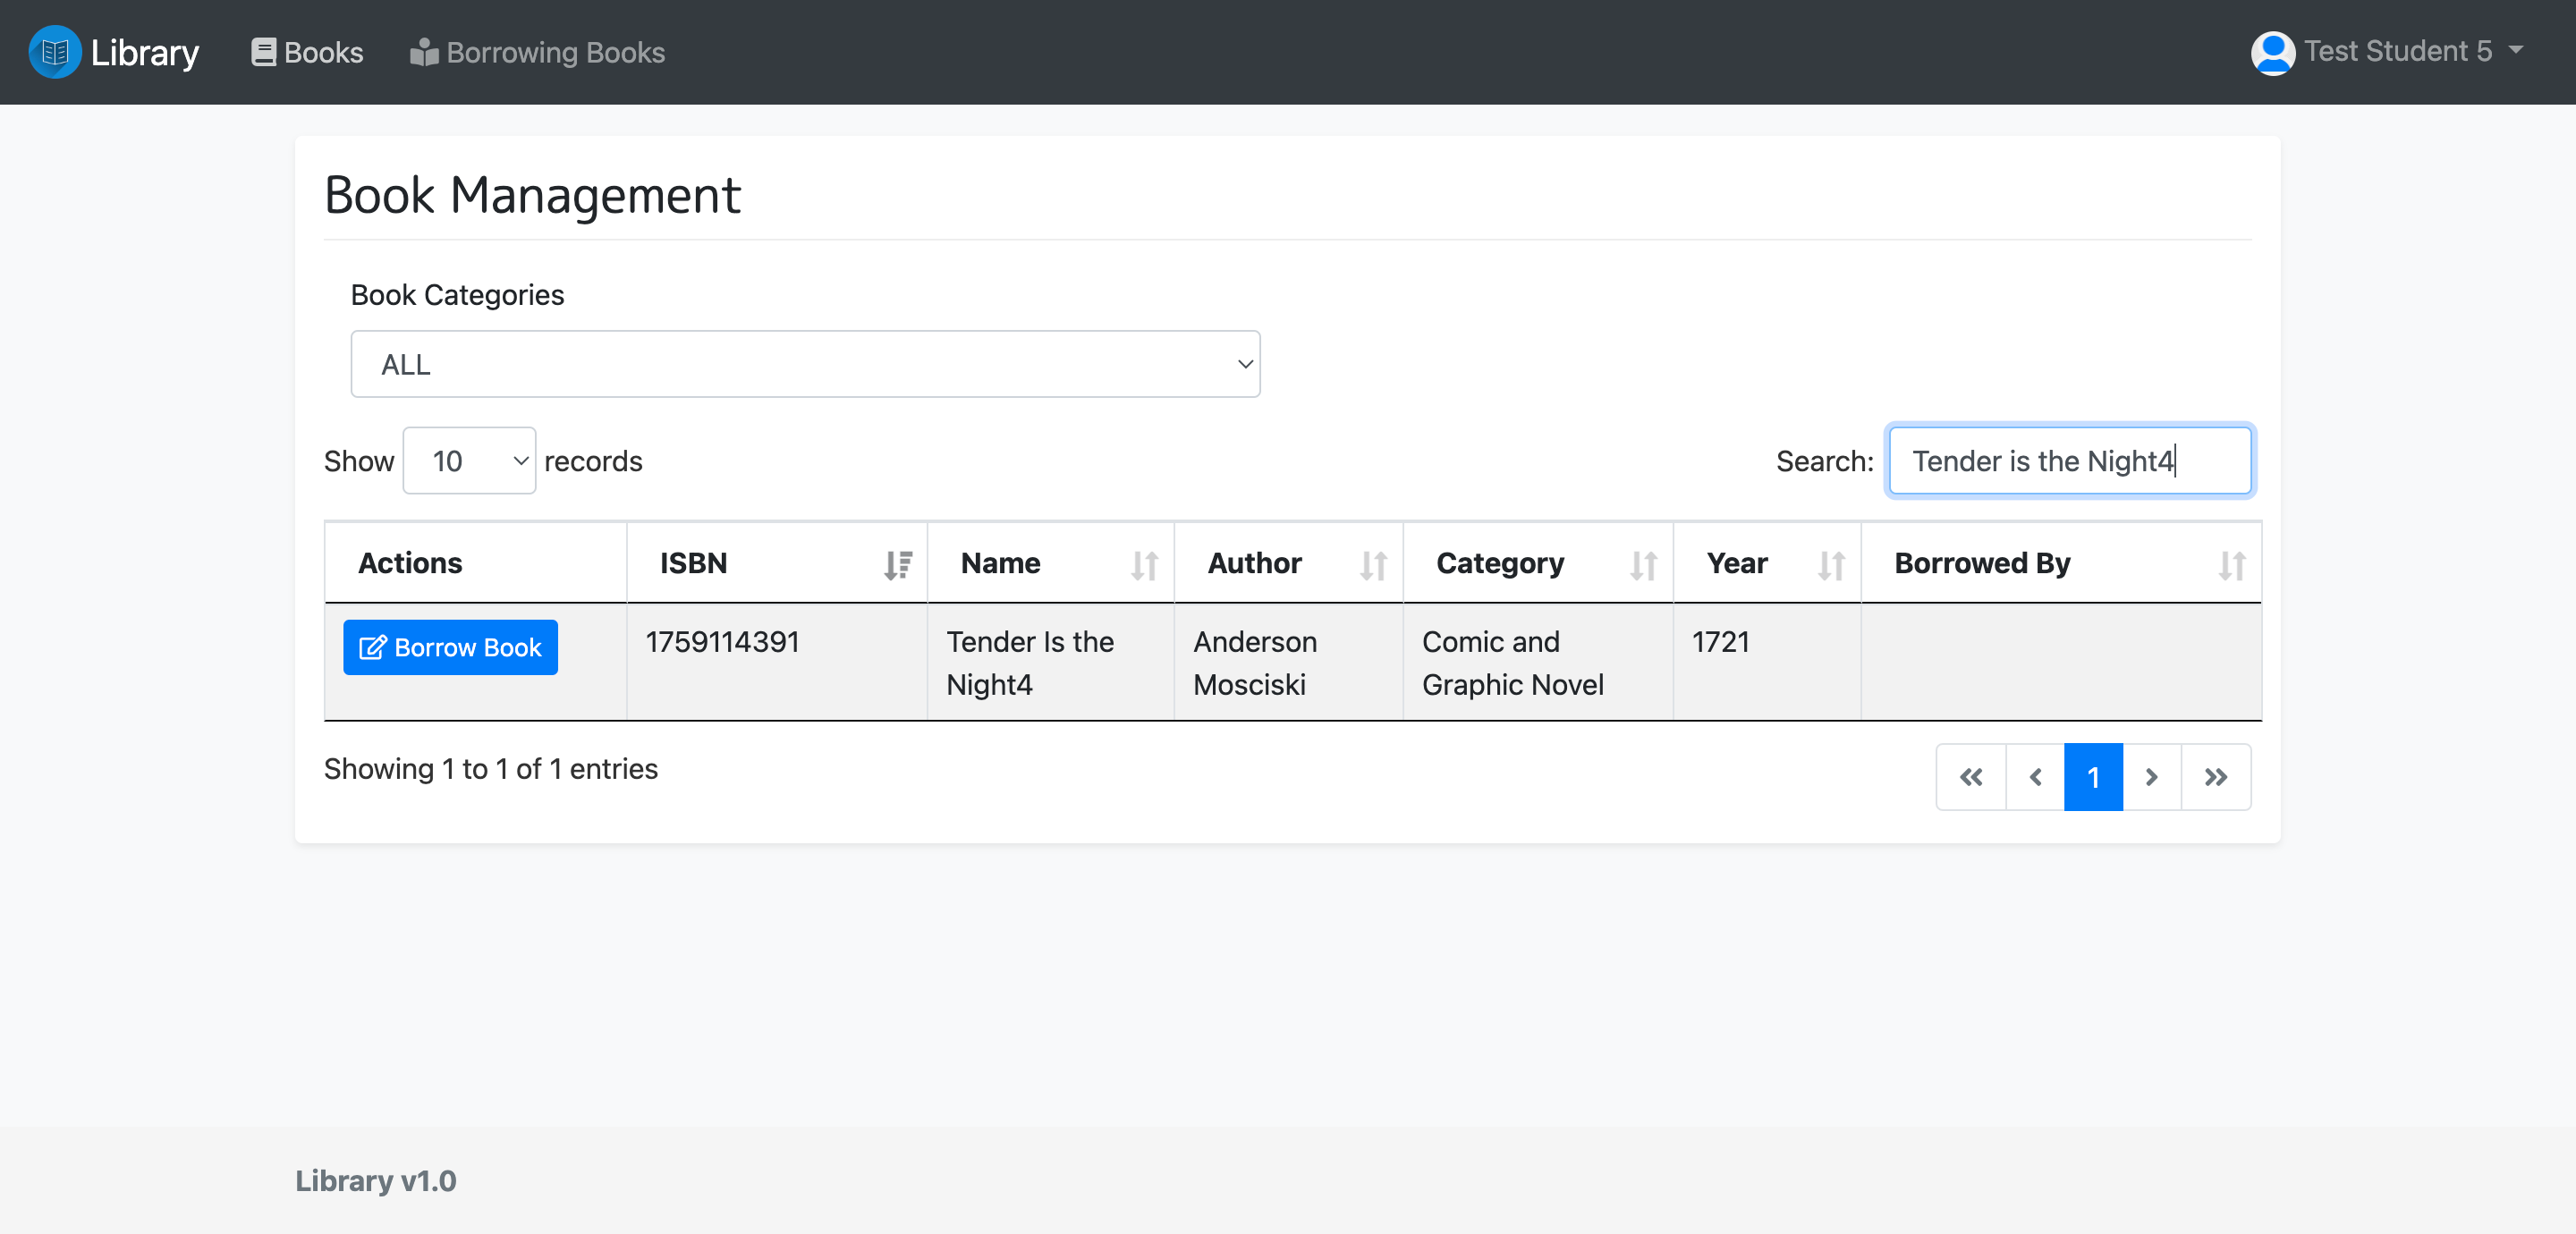 Library Books Borrowing Books Test Student 5
Book Management
Book Categories
ALL
Show 10 records Search: Tender is the Night4
Actions ISBN Name Author Category Year Borrowed By
Borrow Book 1759114391 Tender Is the Anderson Comic and 1721
Night4 Mosciski Graphic Novel
Showing 1 to 1 of 1 entries « ‹ 1 › »
Library v1.0